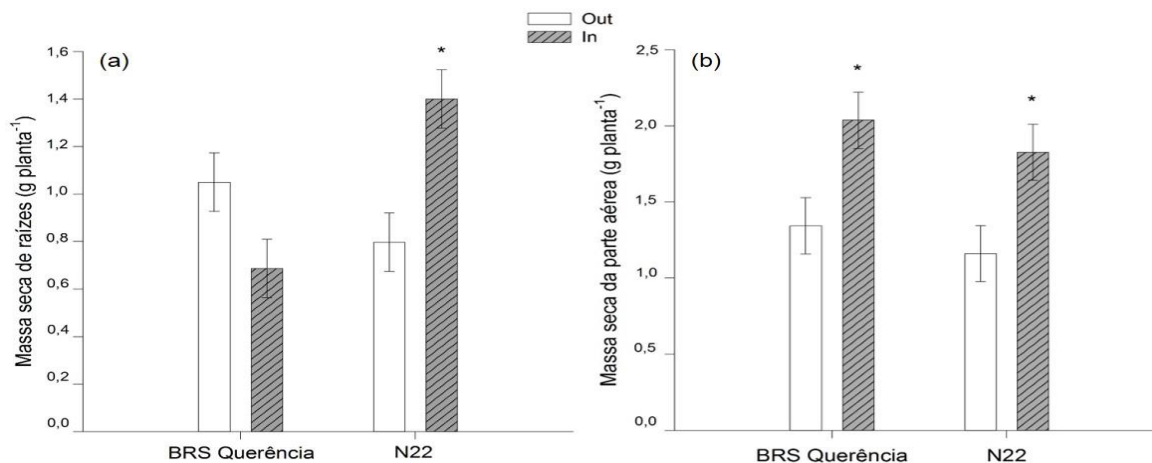 Out
In
(a)
*
Massa seca de raízes (g planta⁻¹)
1,6
1,4
1,2
1,0
0,8
0,6
0,4
0,2
0,0
BRS Querência
N22
(b)
*
*
Massa seca da parte aérea (g planta⁻¹)
2,5
2,0
1,5
1,0
0,5
0,0
BRS Querência
N22